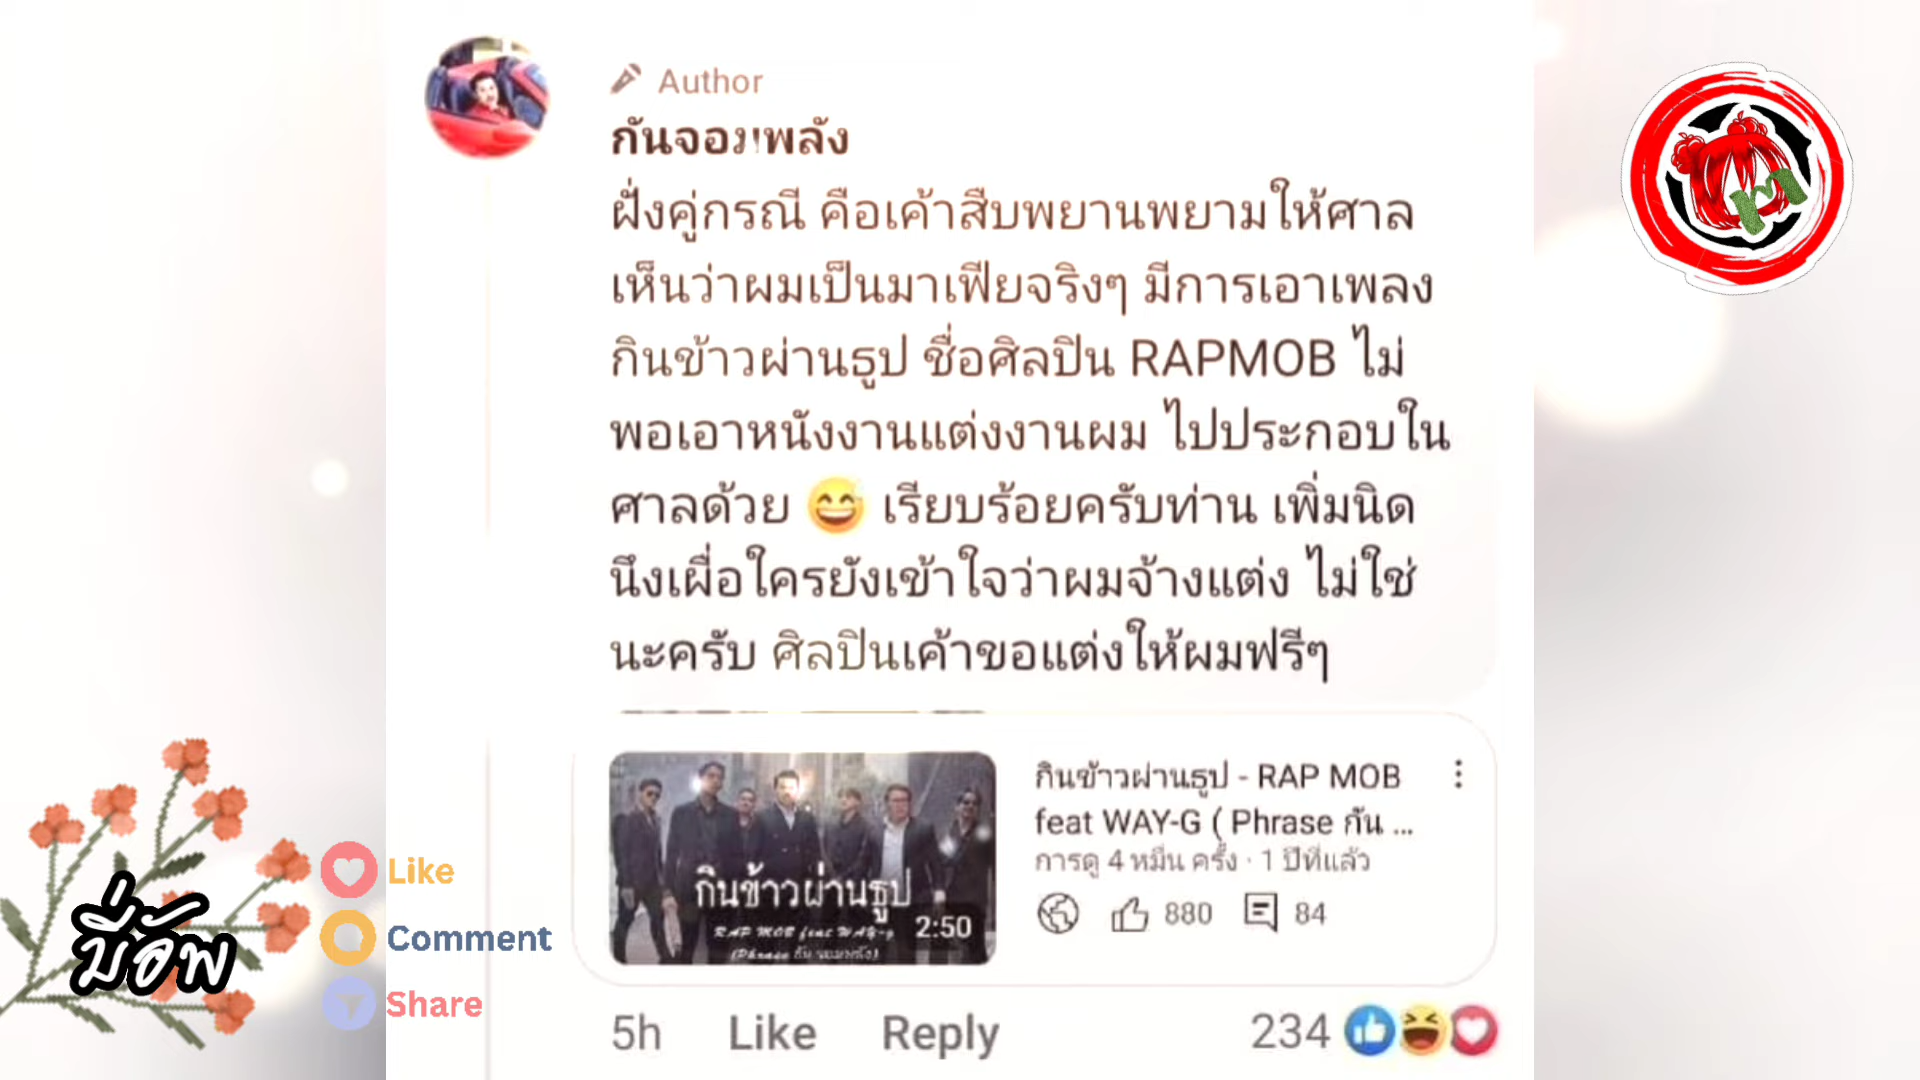 Author
กันจอมพลัง
ฝั่งคู่กรณี คือเค้าสืบพยานพยามให้ศาล
เห็นว่าผมเป็นมาเฟียจริงๆ มีการเอาเพลง
กินข้าวผ่านธูป ชื่อศิลปิน RAPMOB ไม่
พอเอาหนังงานแต่งงานผม ไปประกอบใน
ศาลด้วย 😅 เรียบร้อยครับท่าน เพิ่มนิด
นึงเผื่อใครยังเข้าใจว่าผมจ้างแต่ง ไม่ใช่
นะครับ ศิลปินเค้าขอแต่งให้ผมฟรีๆ
กินข้าวผ่านธูป
RAP MOB feat WAY-G
(Phrase กัน จอมพลัง)
2:50
กินข้าวผ่านธูป - RAP MOB
feat WAY-G ( Phrase กัน ...
การดู 4 หมื่น ครั้ง · 1 ปีที่แล้ว
880 84
5h Like Reply 234
บี่อัพ
Like
Comment
Share